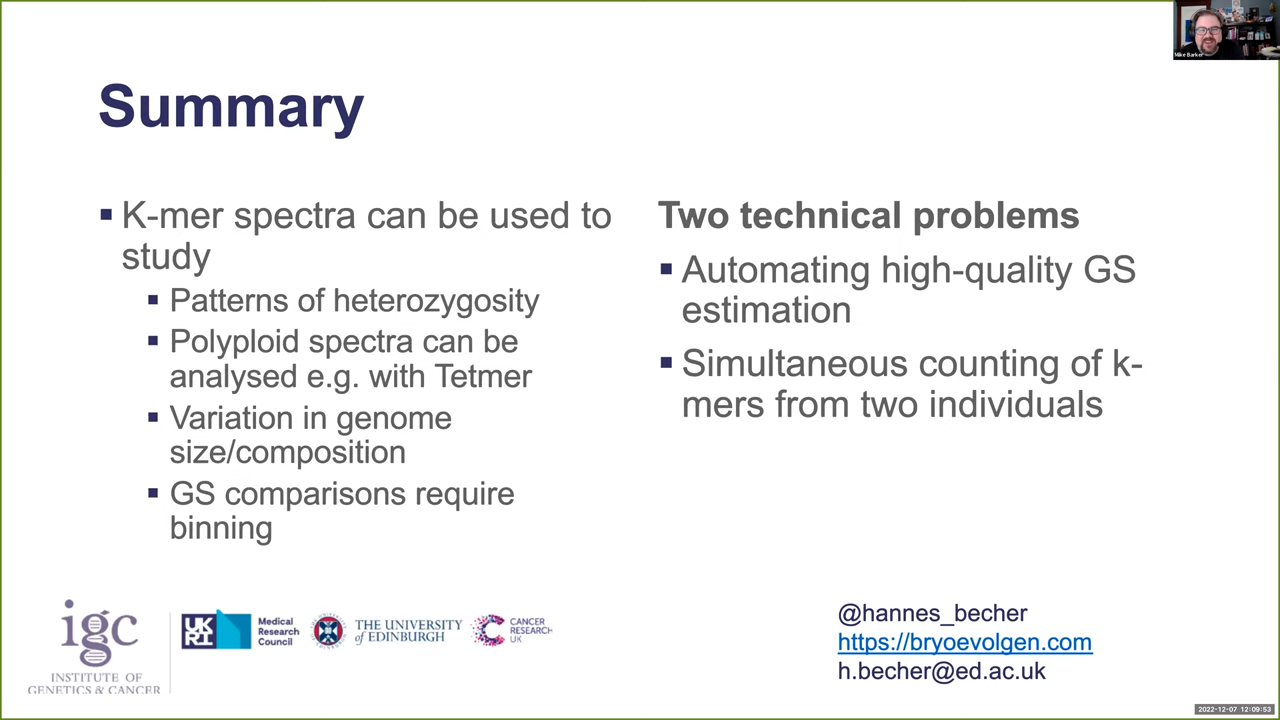 Mike Barker
Summary
K-mer spectra can be used to
study
Patterns of heterozygosity
Polyploid spectra can be
analysed e.g. with Tetmer
Variation in genome
size/composition
GS comparisons require
binning
Two technical problems
Automating high-quality GS
estimation
Simultaneous counting of k-
mers from two individuals
igc
INSTITUTE OF
GENETICS & CANCER
UK
RI
Medical
Research
Council
THE UNIVERSITY
of EDINBURGH
CANCER
RESEARCH
UK
@hannes_becher
https://bryoevolgen.com
h.becher@ed.ac.uk
2022-12-07 12:09:53